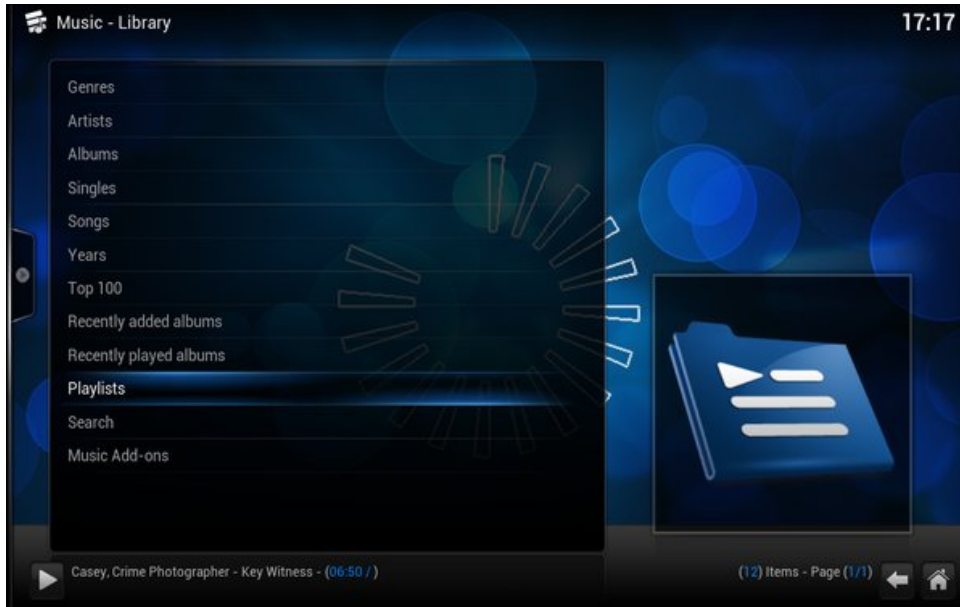 Music - Library
17:17
Genres
Artists
Albums
Singles
Songs
Years
Top 100
Recently added albums
Recently played albums
Playlists
Search
Music Add-ons
Casey, Crime Photographer - Key Witness - (06:50 / )
(12) Items - Page (1/1)